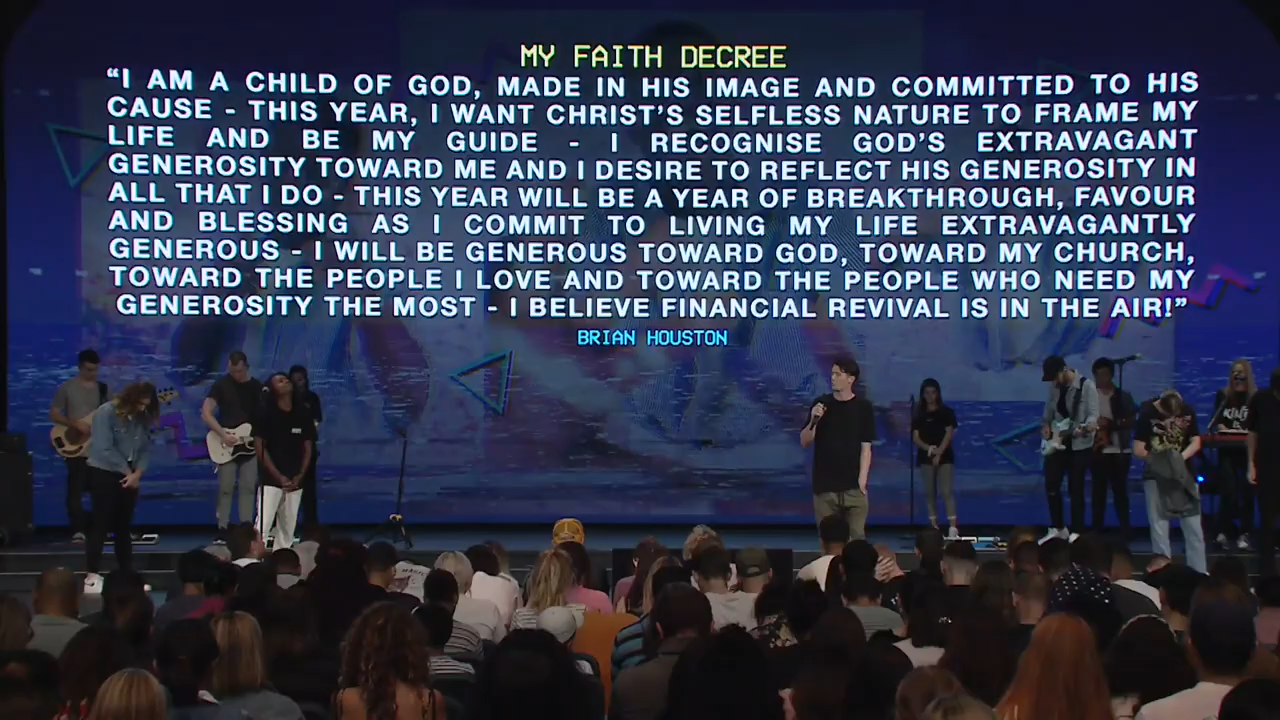 MY FAITH DECREE
“I AM A CHILD OF GOD, MADE IN HIS IMAGE AND COMMITTED TO HIS
CAUSE - THIS YEAR, I WANT CHRIST’S SELFLESS NATURE TO FRAME MY
LIFE AND BE MY GUIDE - I RECOGNISE GOD’S EXTRAVAGANT
GENEROSITY TOWARD ME AND I DESIRE TO REFLECT HIS GENEROSITY IN
ALL THAT I DO - THIS YEAR WILL BE A YEAR OF BREAKTHROUGH, FAVOUR
AND BLESSING AS I COMMIT TO LIVING MY LIFE EXTRAVAGANTLY
GENEROUS - I WILL BE GENEROUS TOWARD GOD, TOWARD MY CHURCH,
TOWARD THE PEOPLE I LOVE AND TOWARD THE PEOPLE WHO NEED MY
GENEROSITY THE MOST - I BELIEVE FINANCIAL REVIVAL IS IN THE AIR!”
BRIAN HOUSTON